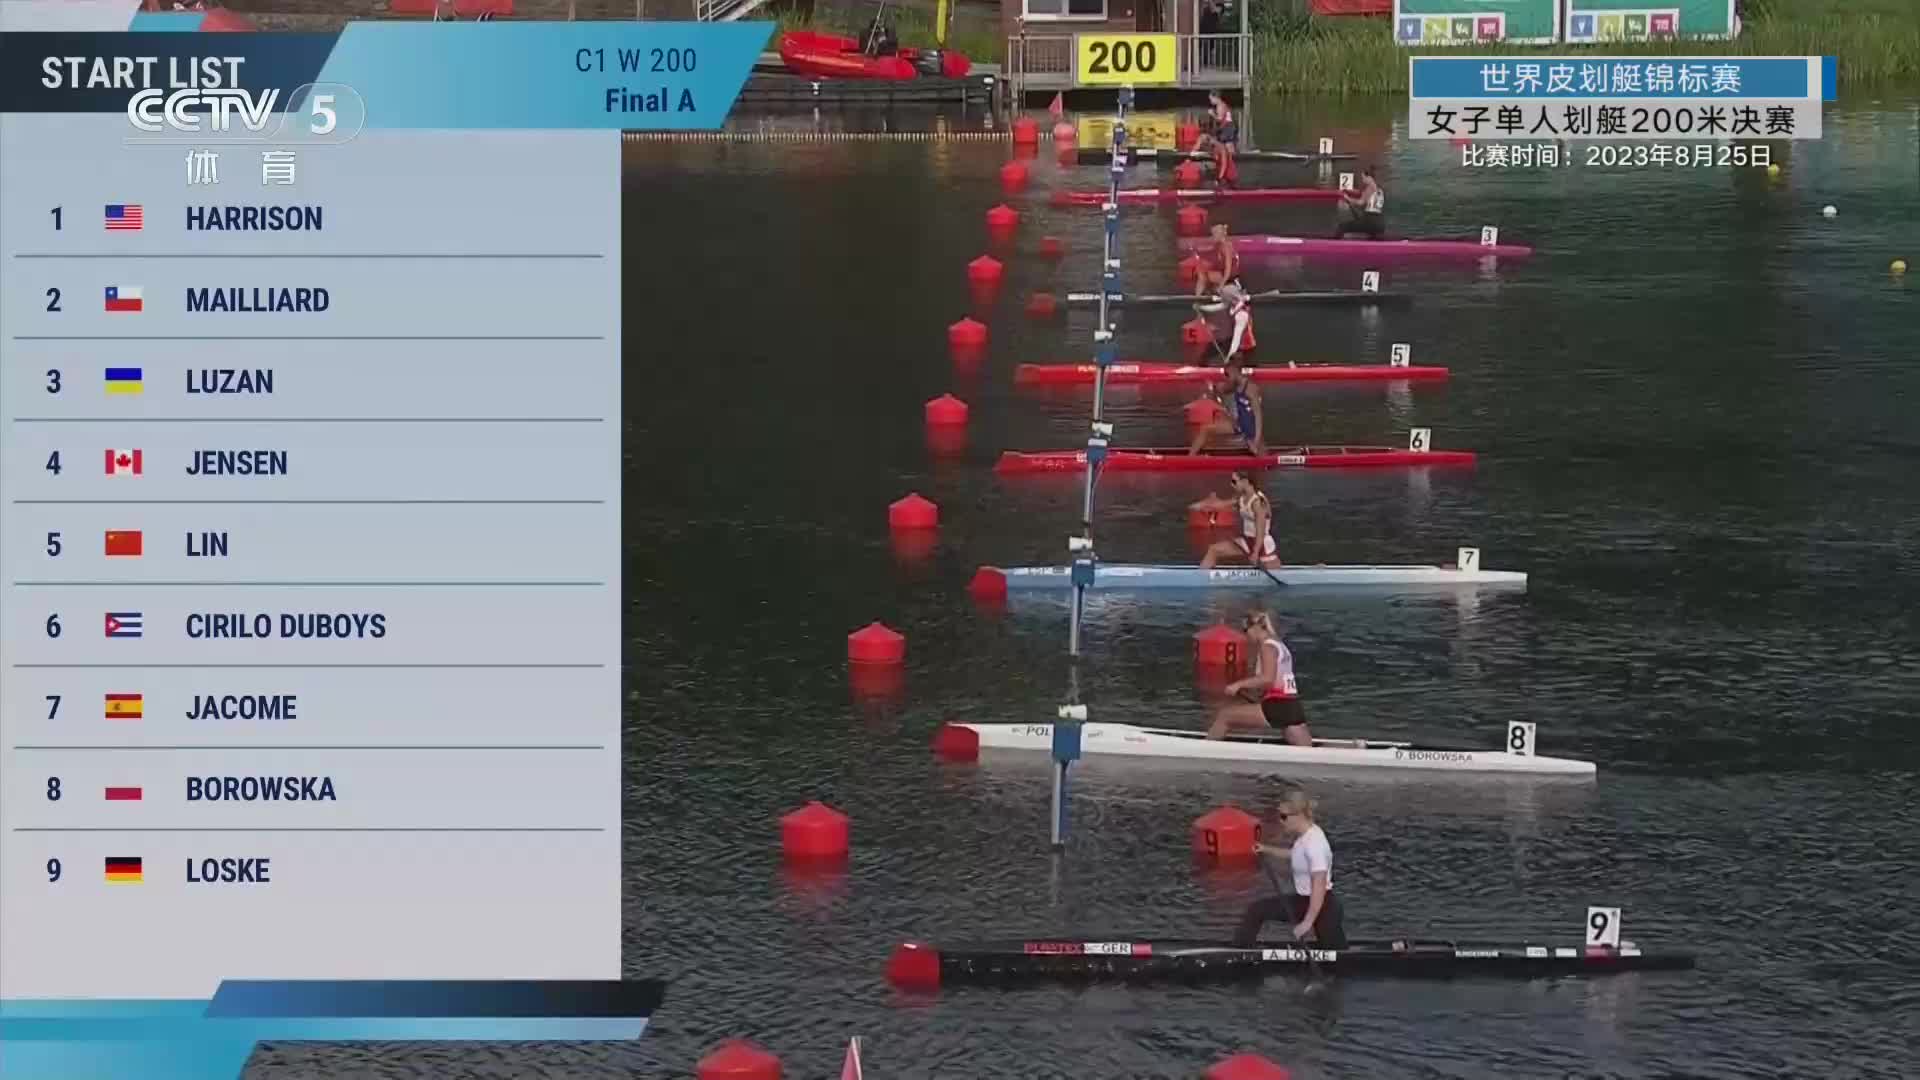 START LIST
C1 W 200
Final A
CCTV 5
体育
1 HARRISON
2 MAILLIARD
3 LUZAN
4 JENSEN
5 LIN
6 CIRILO DUBOYS
7 JACOME
8 BOROWSKA
9 LOSKE
世界皮划艇锦标赛
女子单人划艇200米决赛
比赛时间：2023年8月25日
200
1
2
3
4
5
6
7
A. JACOME
8
8
POL
D. BOROWSKA
9
9
GER
A. LOSKE